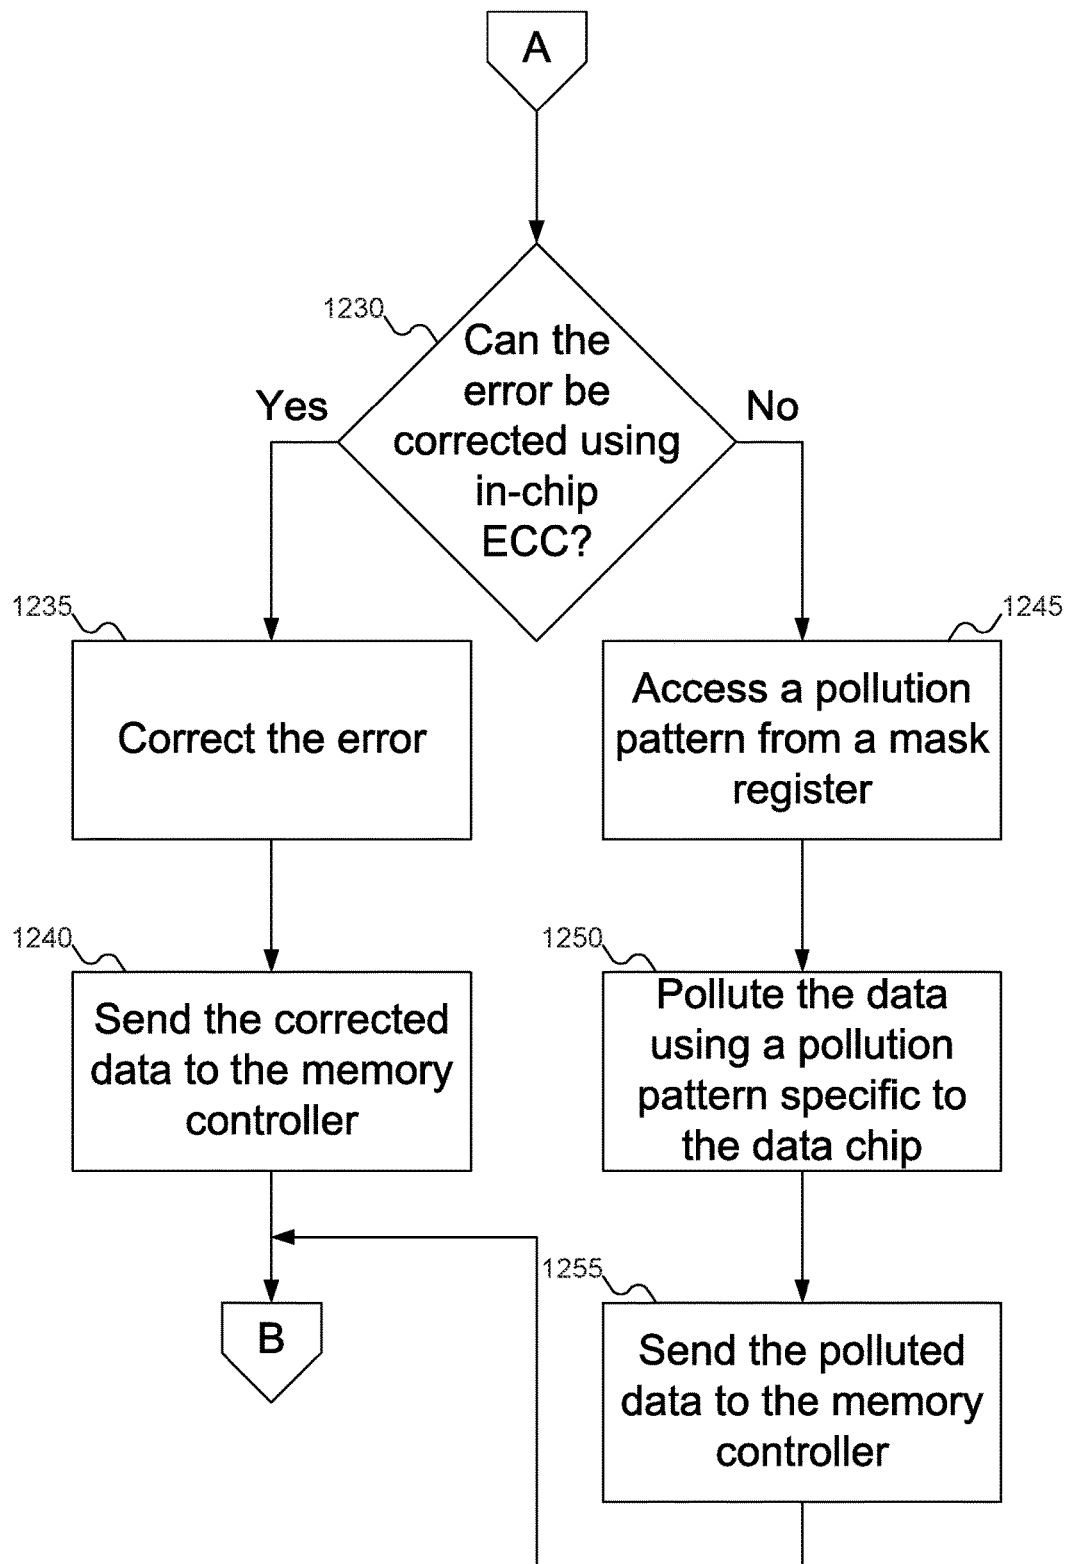 A
1230
Can the
error be
corrected using
in-chip
ECC?
Yes
No
1235
Correct the error
1245
Access a pollution
pattern from a mask
register
1240
Send the corrected
data to the memory
controller
1250
Pollute the data
using a pollution
pattern specific to
the data chip
B
1255
Send the polluted
data to the memory
controller